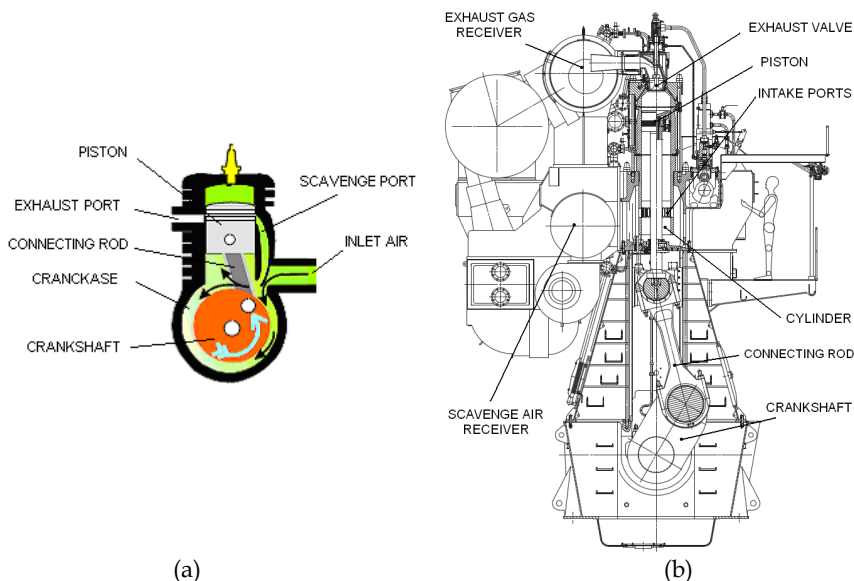 PISTON
EXHAUST PORT
CONNECTING ROD
CRANCKASE
CRANKSHAFT
SCAVENGE PORT
INLET AIR
(a)
EXHAUST GAS
RECEIVER
EXHAUST VALVE
PISTON
INTAKE PORTS
CYLINDER
CONNECTING ROD
SCAVENGE AIR
RECEIVER
CRANKSHAFT
(b)